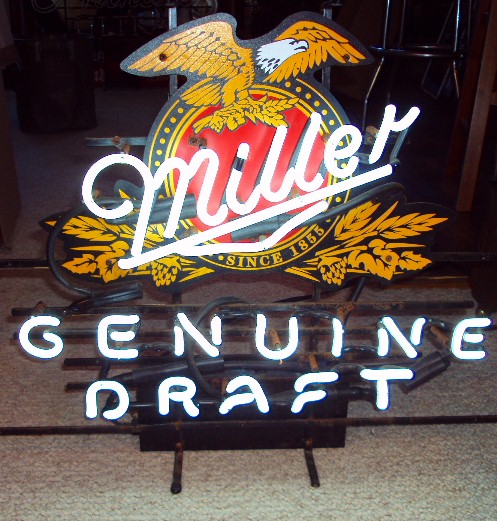 Miller
SINCE 1855
GENUINE
DRAFT